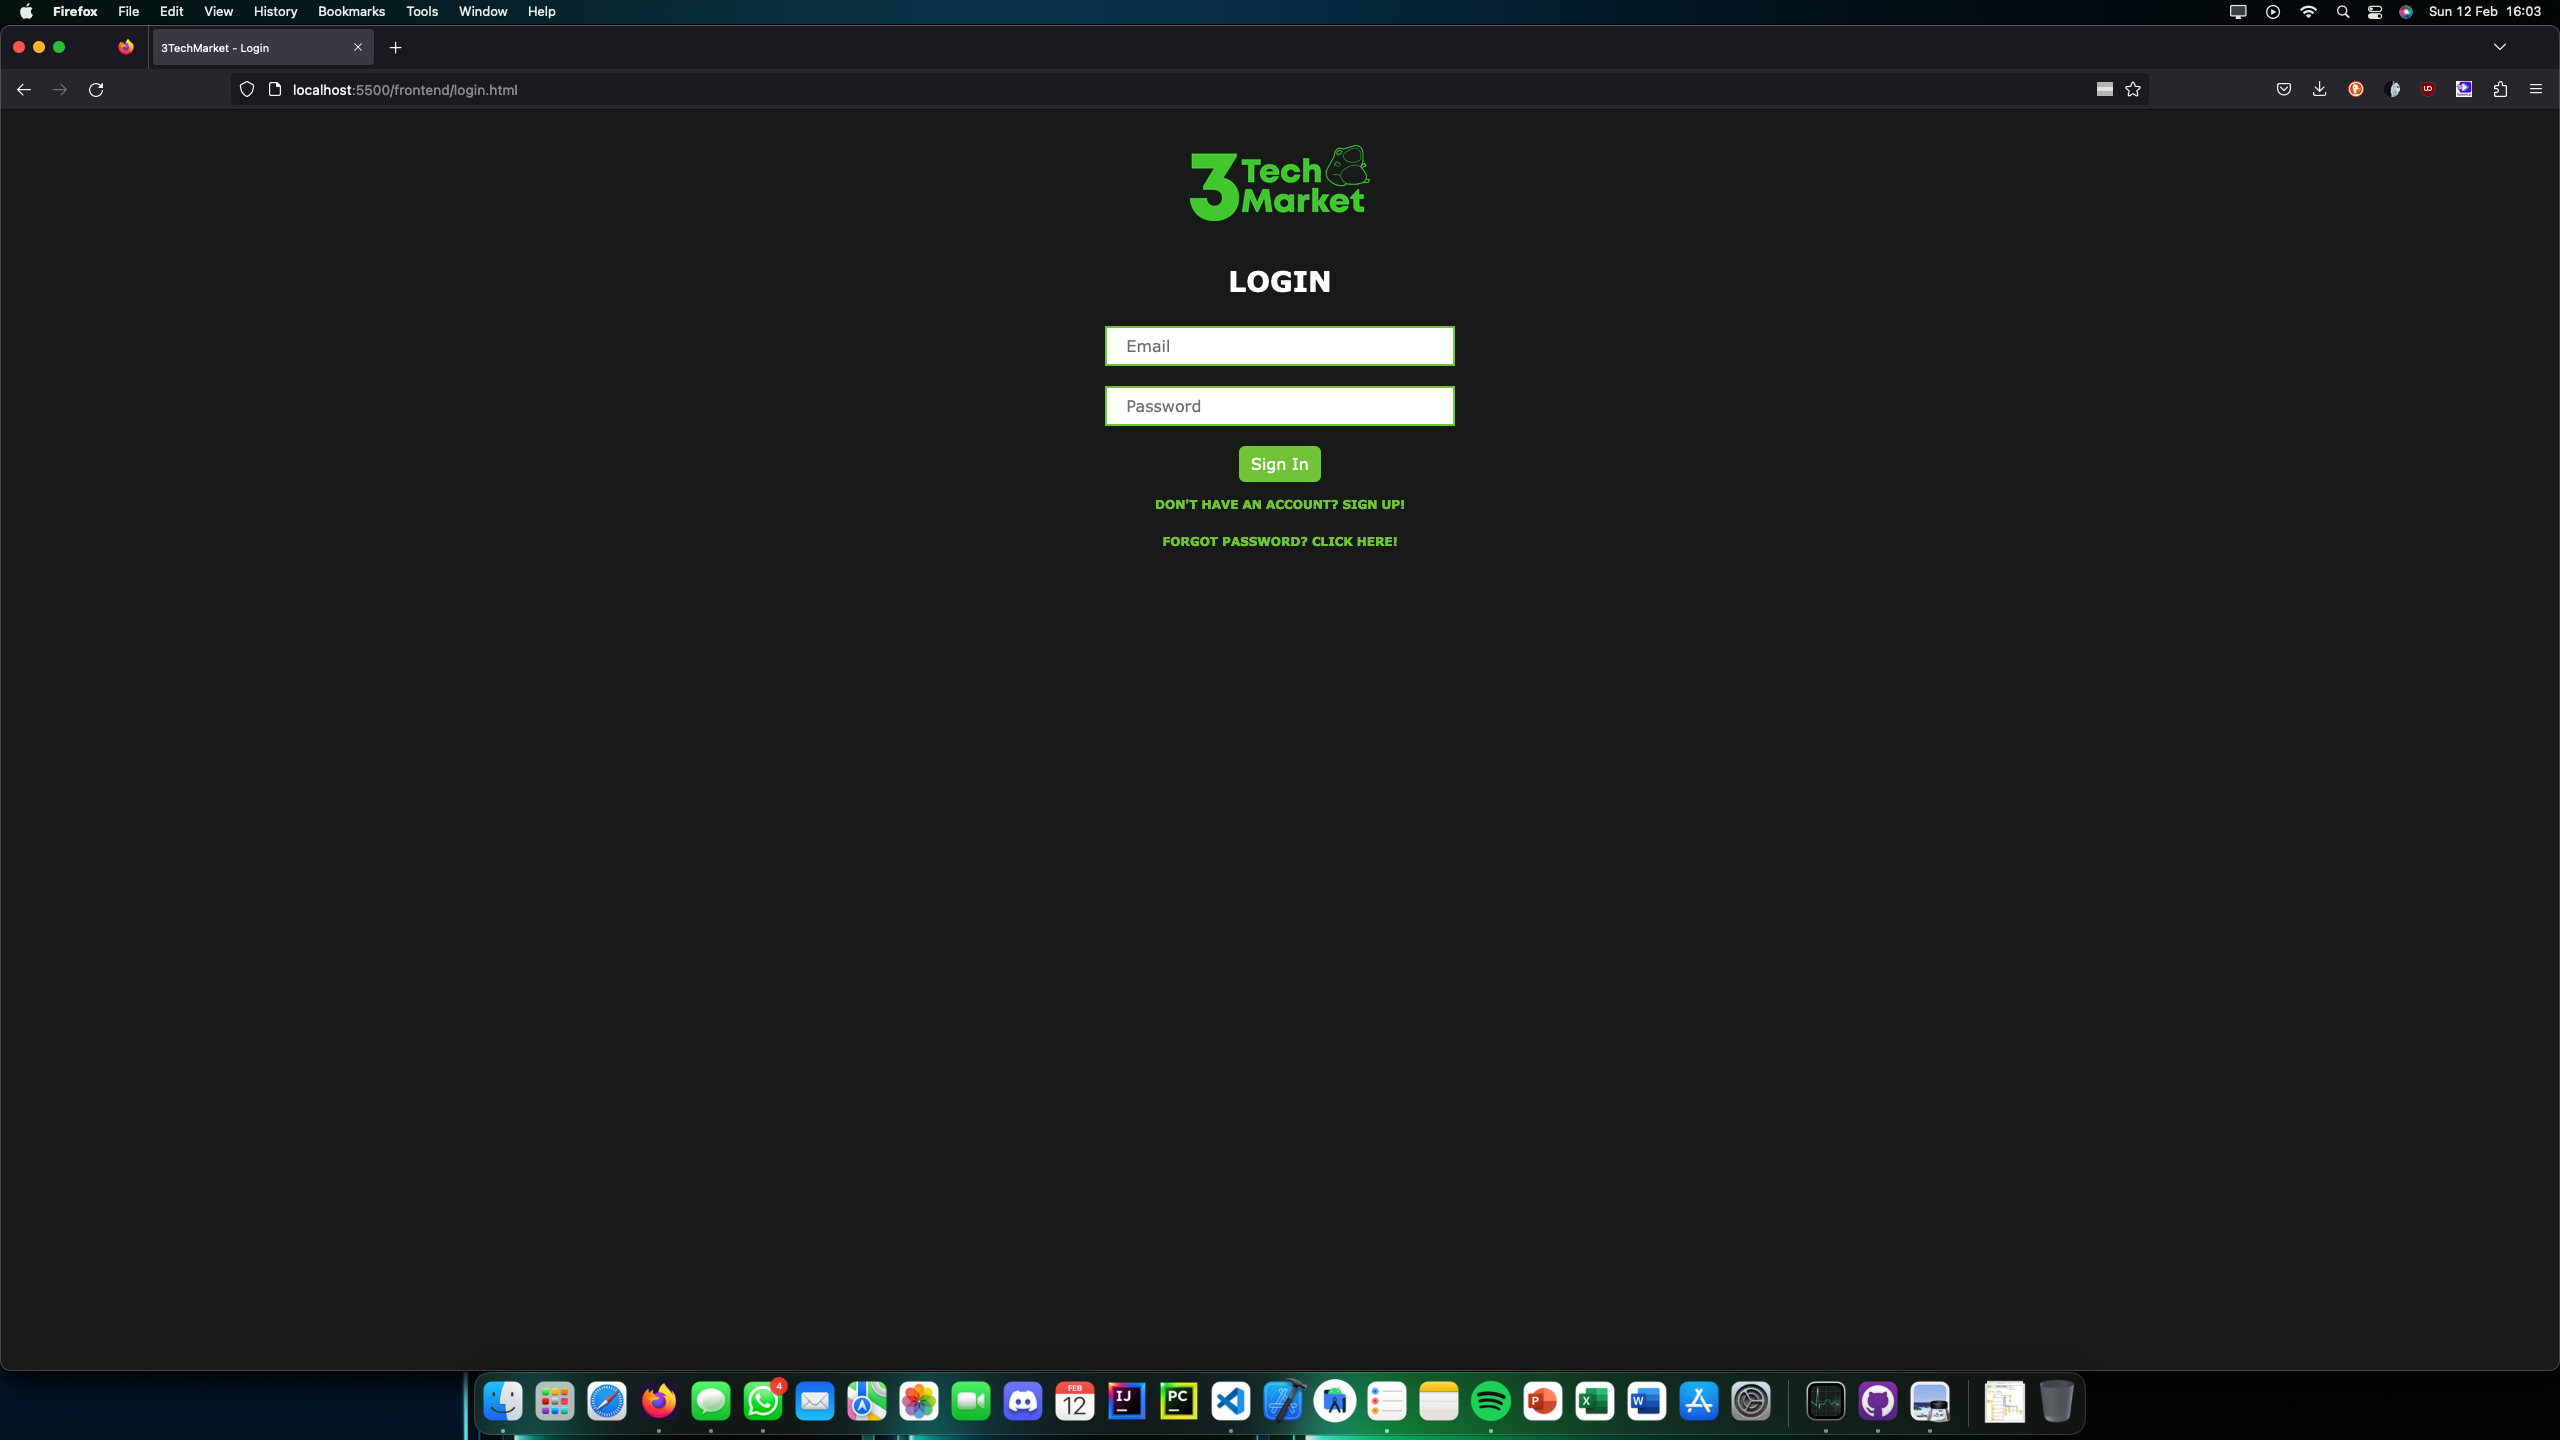 Firefox File Edit View History Bookmarks Tools Window Help Sun 12 Feb 16:03
3TechMarket - Login
localhost:5500/frontend/login.html
3 Tech
Market
LOGIN
Email
Password
Sign In
DON'T HAVE AN ACCOUNT? SIGN UP!
FORGOT PASSWORD? CLICK HERE!
4
FEB
12
IJ
PC
P
X
W